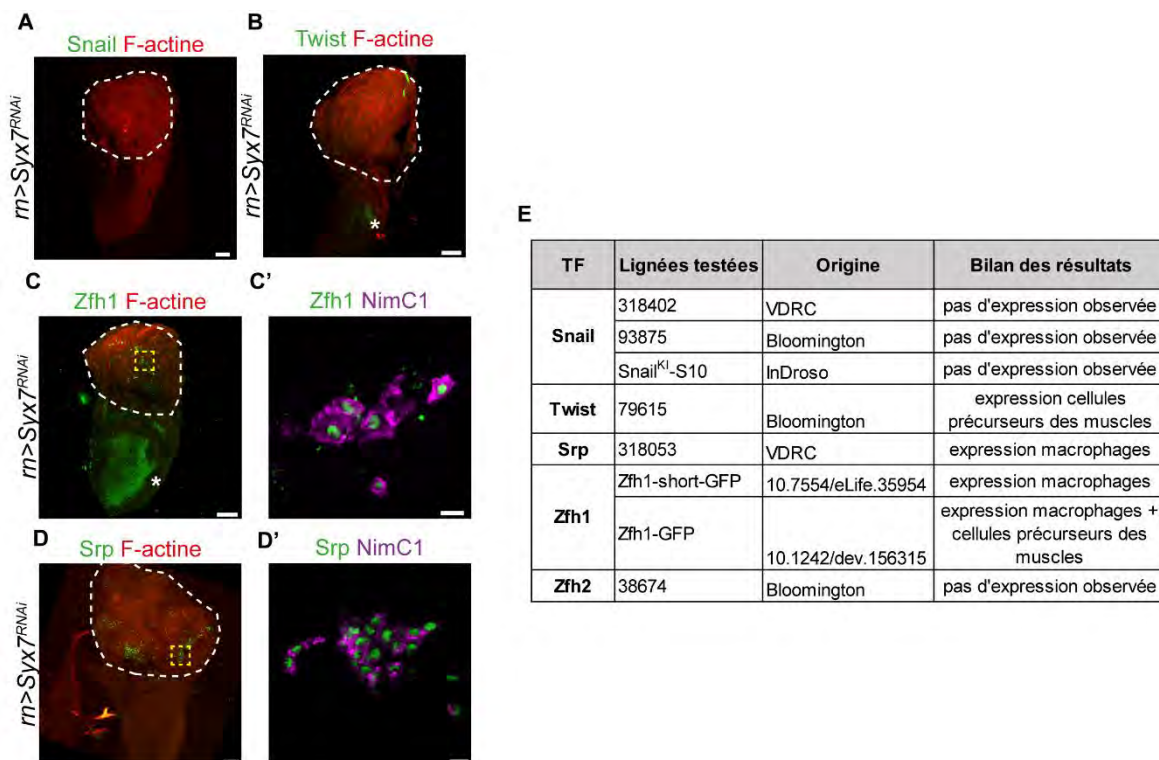 A
Snail F-actine
rn>Syx7RNAi
B
Twist F-actine
rn>Syx7RNAi
*
C
Zfh1 F-actine
rn>Syx7RNAi
*
C'
Zfh1 NimC1
D
Srp F-actine
rn>Syx7RNAi
D'
Srp NimC1
E
TF Lignées testées Origine Bilan des résultats
Snail 318402 VDRC pas d'expression observée
93875 Bloomington pas d'expression observée
SnailKI-S10 InDroso pas d'expression observée
Twist 79615 Bloomington expression cellules
précurseurs des muscles
Srp 318053 VDRC expression macrophages
Zfh1 Zfh1-short-GFP 10.7554/eLife.35954 expression macrophages
Zfh1-GFP 10.1242/dev.156315 expression macrophages +
cellules précurseurs des
muscles
Zfh2 38674 Bloomington pas d'expression observée